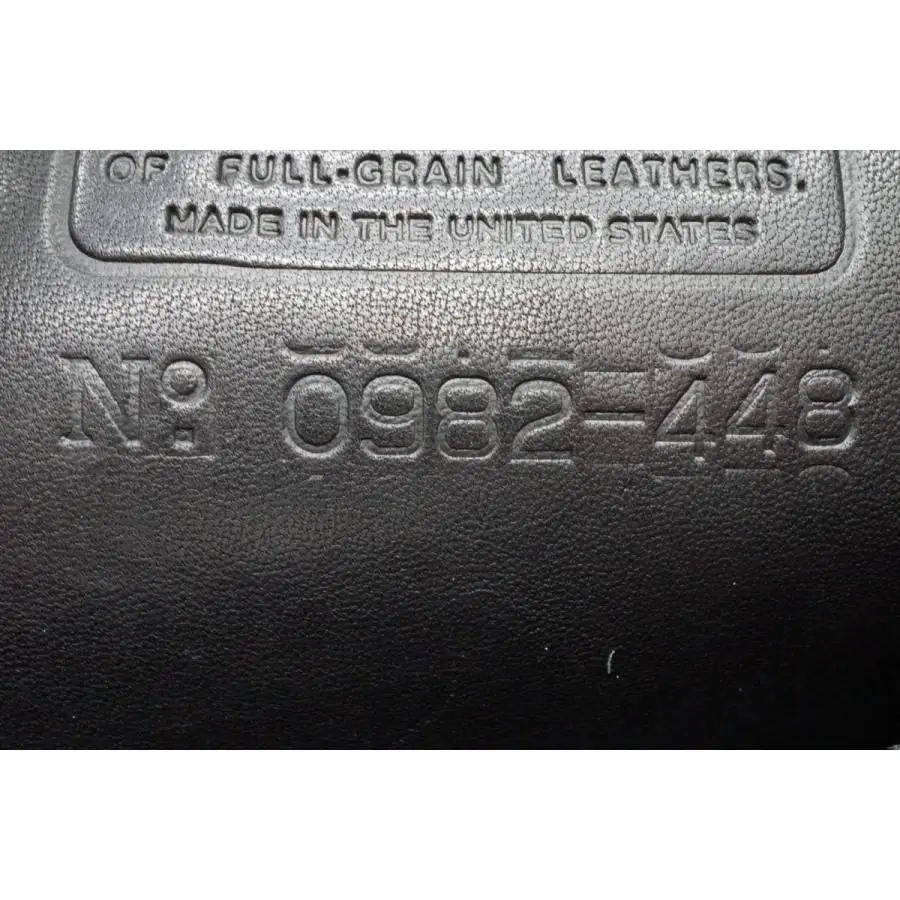 OF FULL-GRAIN LEATHERS.
MADE IN THE UNITED STATES
No. 0982-448